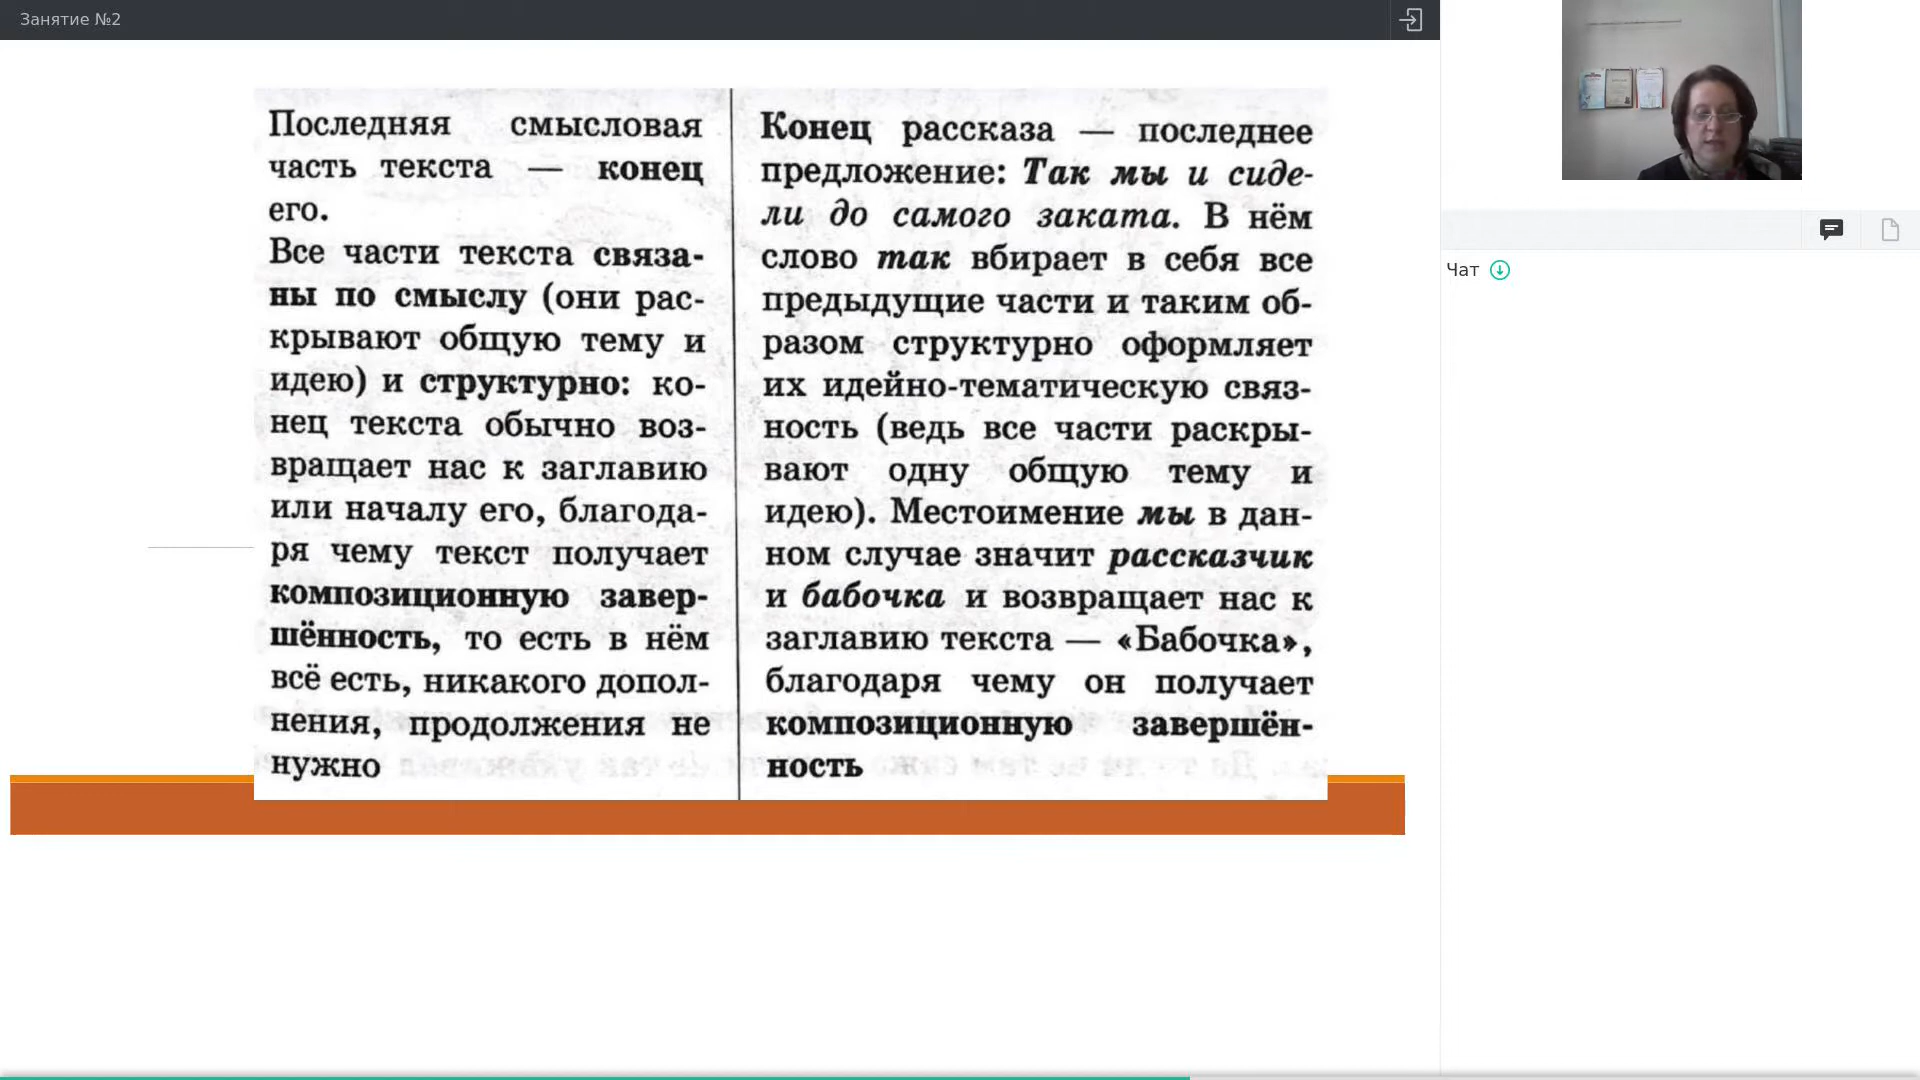 Занятие №2
Последняя смысловая
часть текста — конец
его.
Все части текста связа-
ны по смыслу (они рас-
крывают общую тему и
идею) и структурно: ко-
нец текста обычно воз-
вращает нас к заглавию
или началу его, благода-
ря чему текст получает
композиционную завер-
шённость, то есть в нём
всё есть, никакого допол-
нения, продолжения не
нужно
Конец рассказа — последнее
предложение: Так мы и сиде-
ли до самого заката. В нём
слово так вбирает в себя все
предыдущие части и таким об-
разом структурно оформляет
их идейно-тематическую связ-
ность (ведь все части раскры-
вают одну общую тему и
идею). Местоимение мы в дан-
ном случае значит рассказчик
и бабочка и возвращает нас к
заглавию текста — «Бабочка»,
благодаря чему он получает
композиционную завершён-
ность
Чат